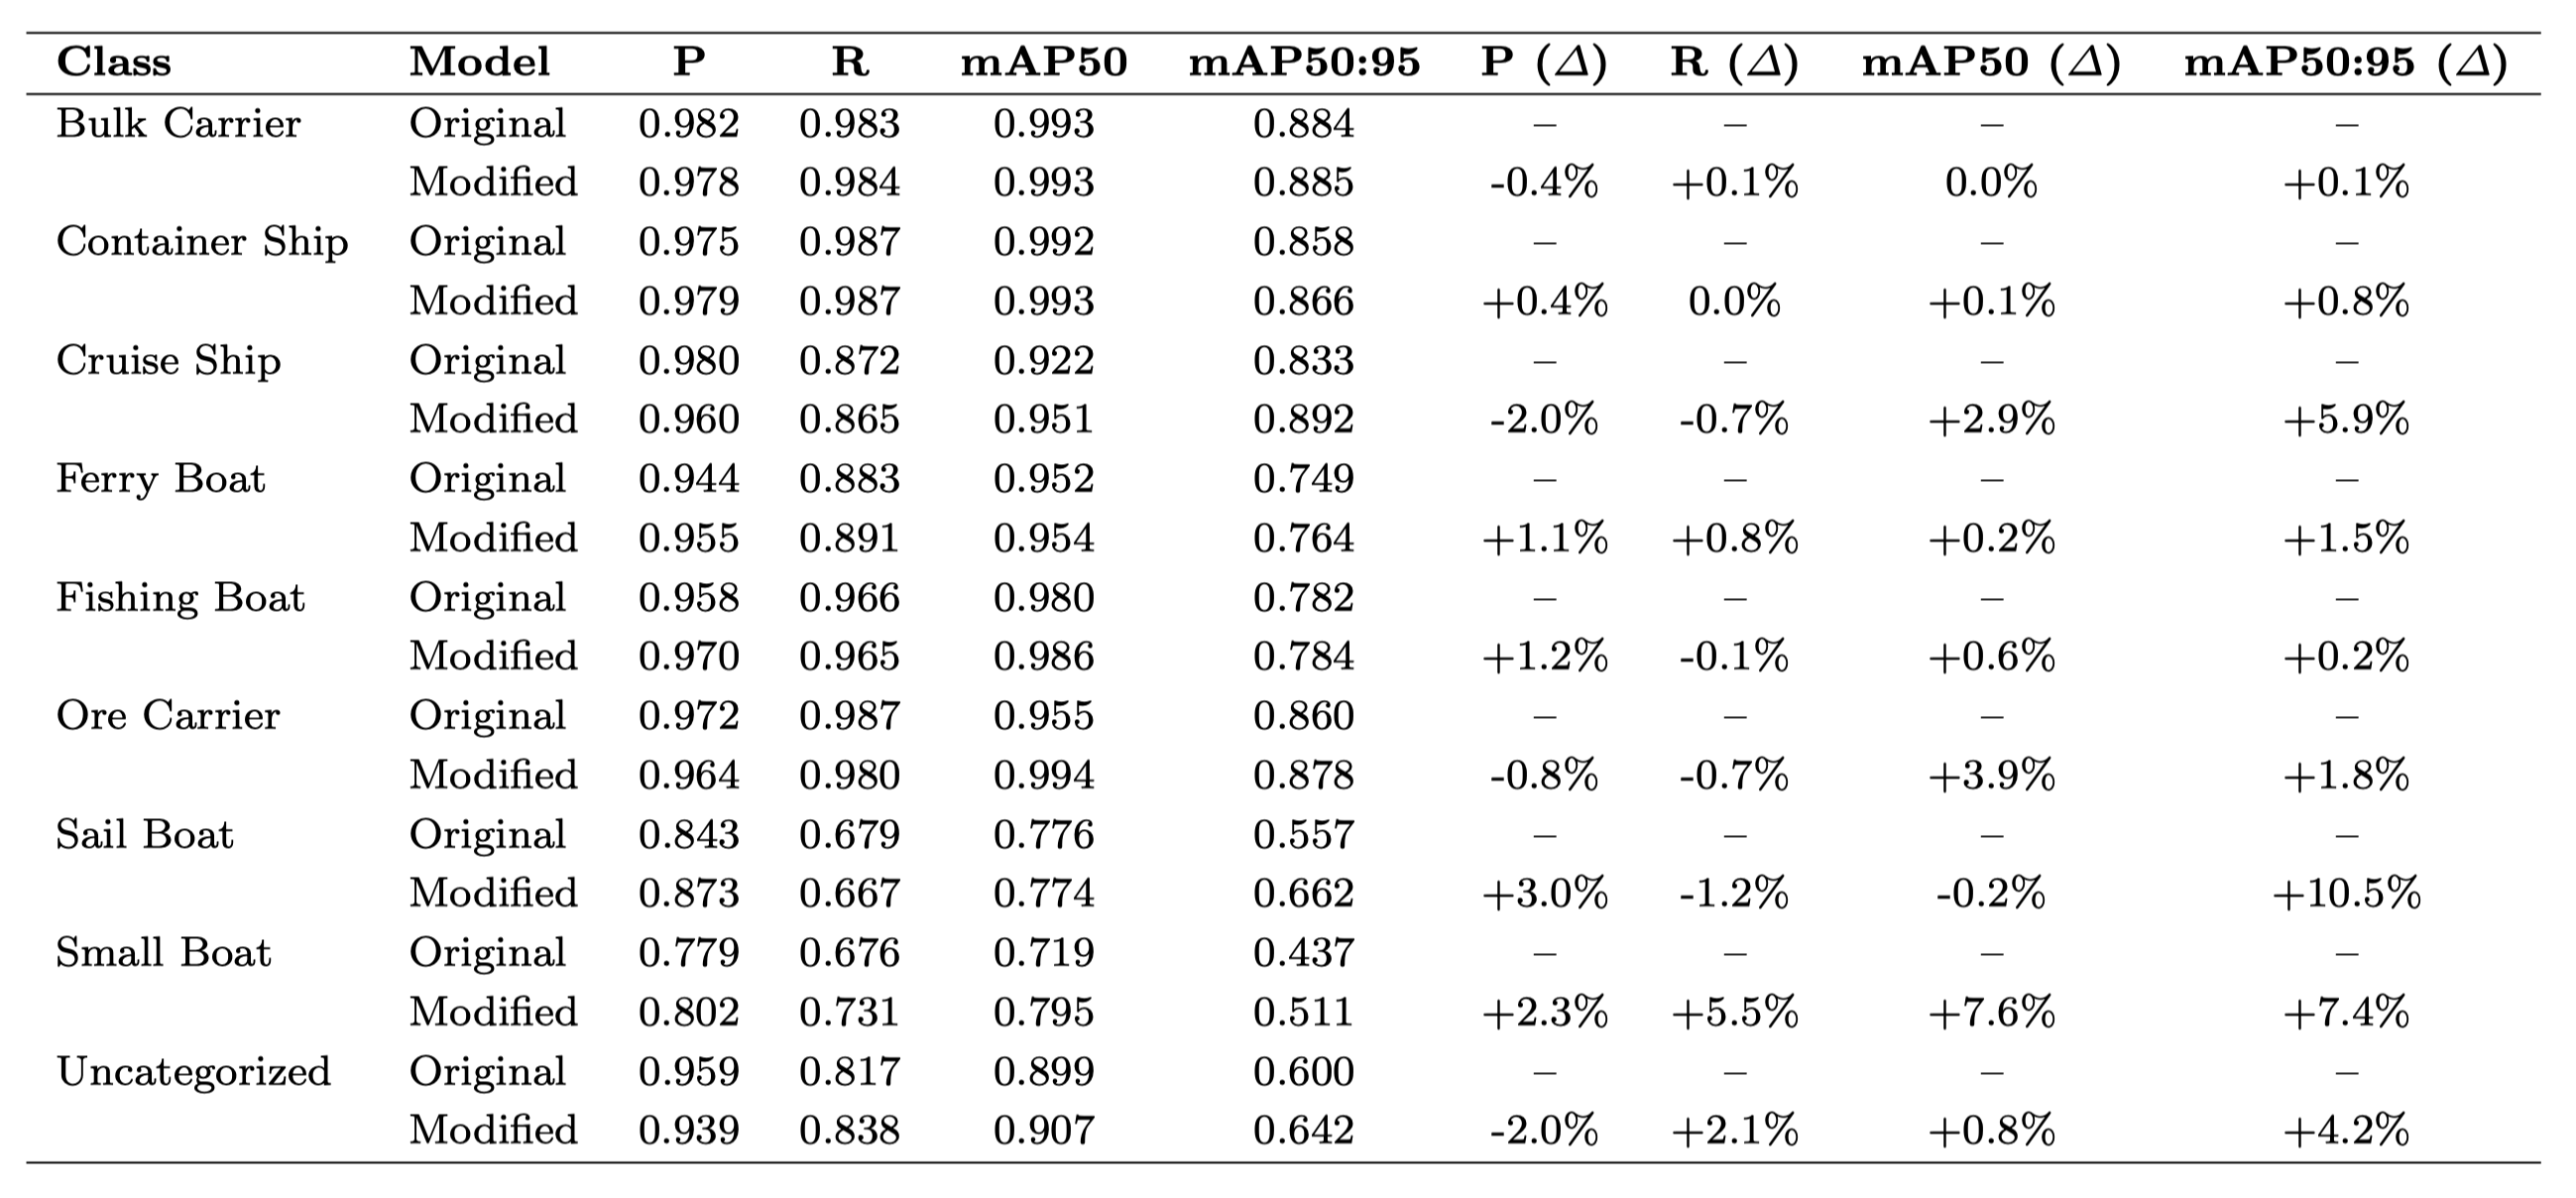 Class Model P R mAP50 mAP50:95 P (Δ) R (Δ) mAP50 (Δ) mAP50:95 (Δ)
Bulk Carrier Original 0.982 0.983 0.993 0.884 – – – –
Modified 0.978 0.984 0.993 0.885 -0.4% +0.1% 0.0% +0.1%
Container Ship Original 0.975 0.987 0.992 0.858 – – – –
Modified 0.979 0.987 0.993 0.866 +0.4% 0.0% +0.1% +0.8%
Cruise Ship Original 0.980 0.872 0.922 0.833 – – – –
Modified 0.960 0.865 0.951 0.892 -2.0% -0.7% +2.9% +5.9%
Ferry Boat Original 0.944 0.883 0.952 0.749 – – – –
Modified 0.955 0.891 0.954 0.764 +1.1% +0.8% +0.2% +1.5%
Fishing Boat Original 0.958 0.966 0.980 0.782 – – – –
Modified 0.970 0.965 0.986 0.784 +1.2% -0.1% +0.6% +0.2%
Ore Carrier Original 0.972 0.987 0.955 0.860 – – – –
Modified 0.964 0.980 0.994 0.878 -0.8% -0.7% +3.9% +1.8%
Sail Boat Original 0.843 0.679 0.776 0.557 – – – –
Modified 0.873 0.667 0.774 0.662 +3.0% -1.2% -0.2% +10.5%
Small Boat Original 0.779 0.676 0.719 0.437 – – – –
Modified 0.802 0.731 0.795 0.511 +2.3% +5.5% +7.6% +7.4%
Uncategorized Original 0.959 0.817 0.899 0.600 – – – –
Modified 0.939 0.838 0.907 0.642 -2.0% +2.1% +0.8% +4.2%